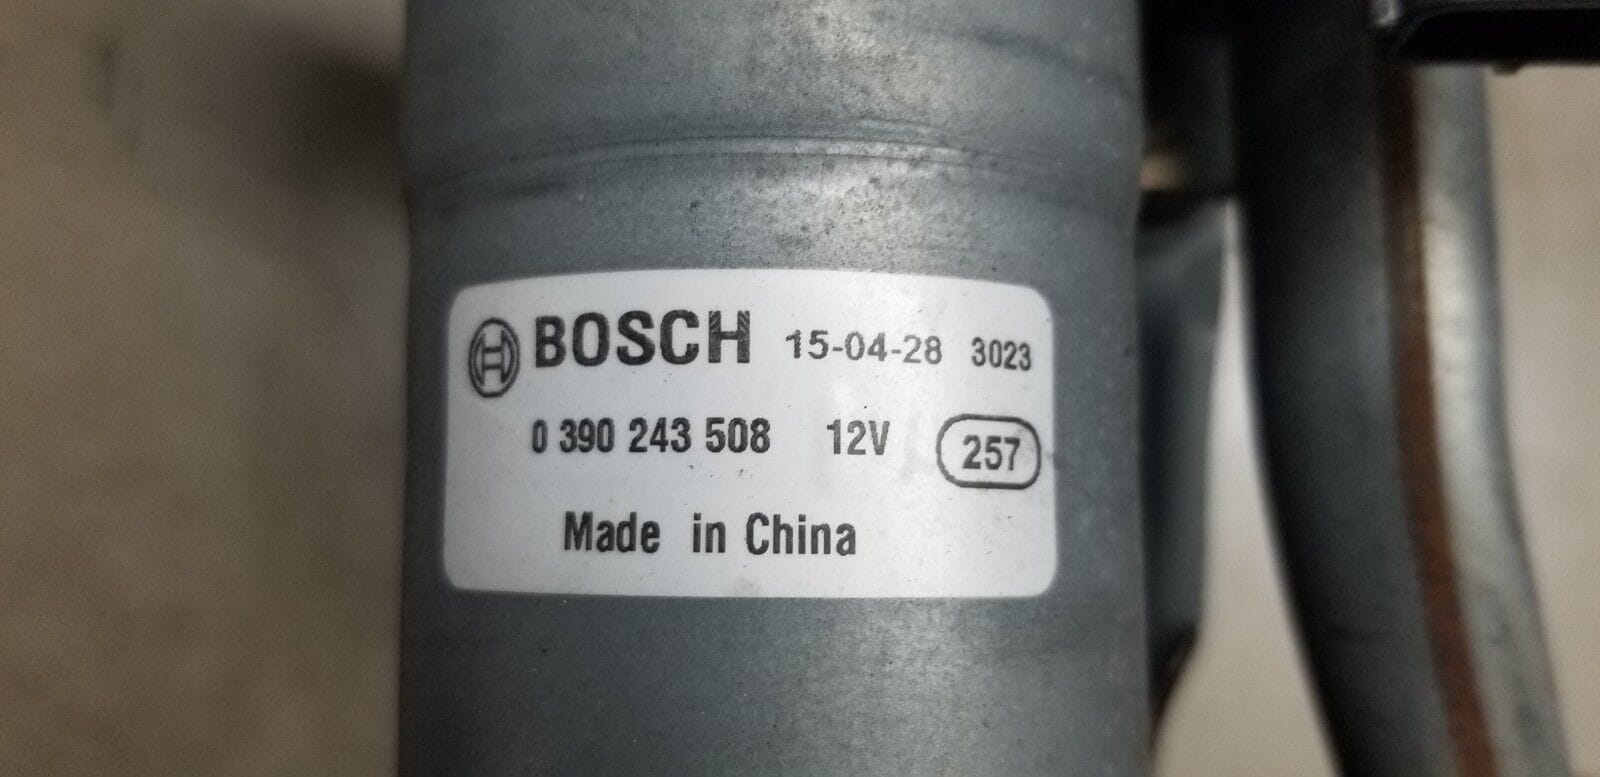 BOSCH 15-04-28 3023
0 390 243 508 12V 257
Made in China